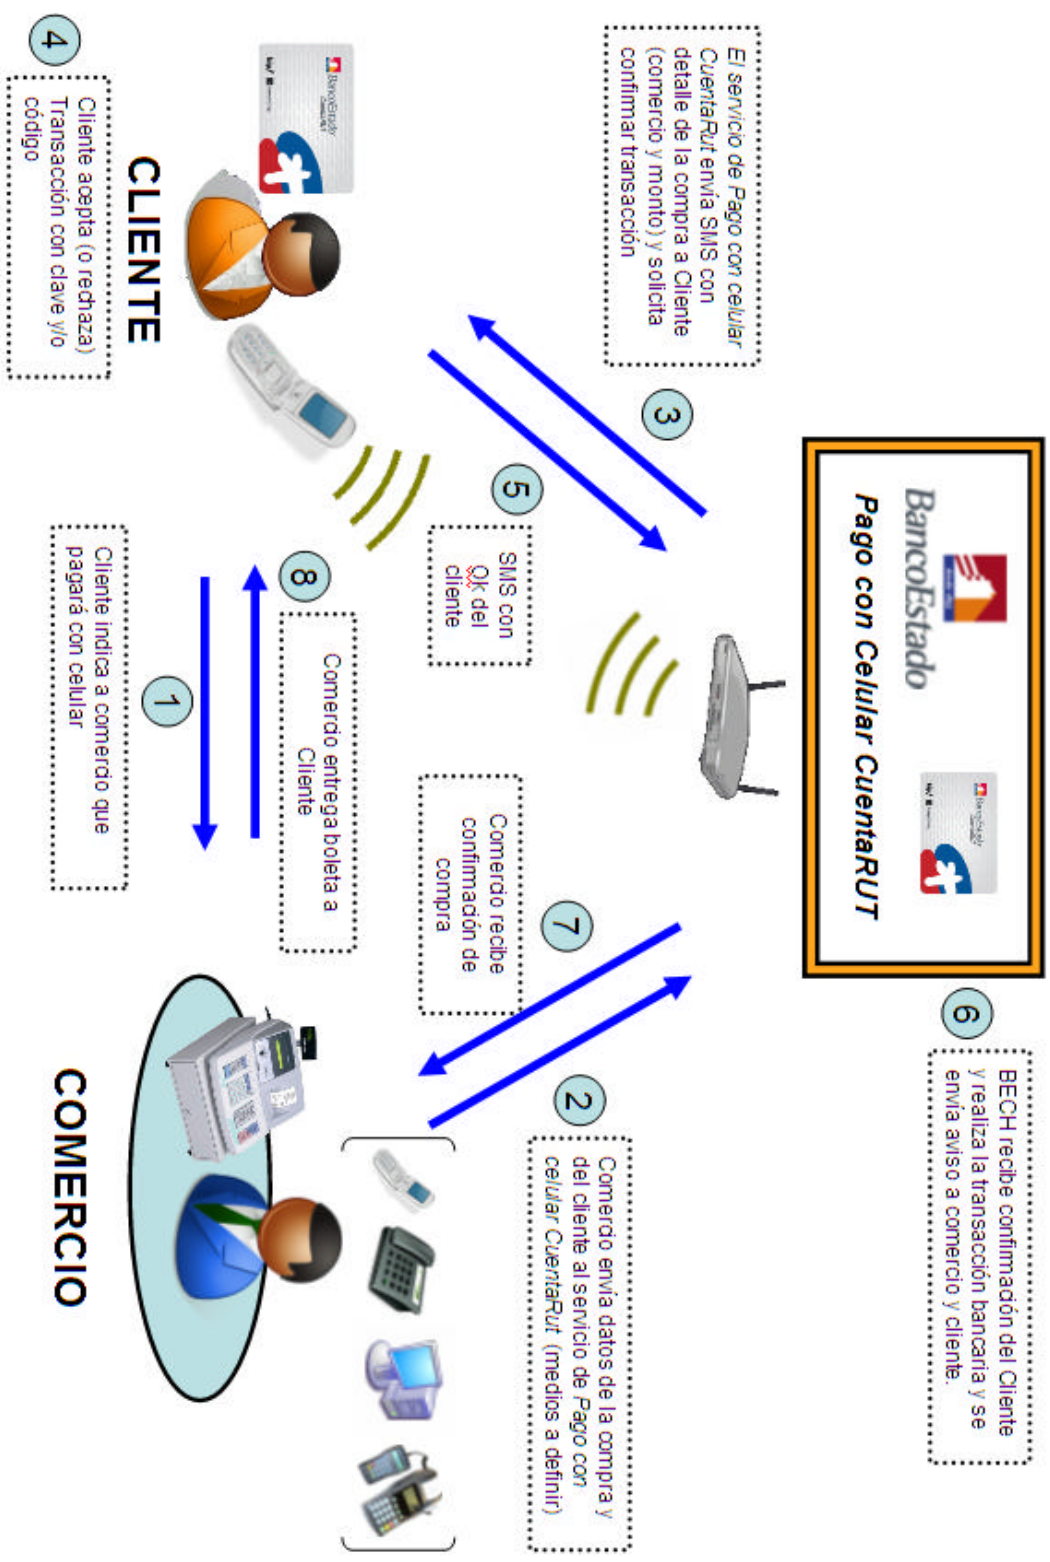 BancoEstado
Pago con Celular CuentaRUT
BancoEstado
6
BECH recibe confirmación del Cliente
y realiza la transacción bancaria y se
envía aviso a comercio y cliente.
El servicio de Pago con celular
CuentaRut envía SMS con
detalle de la compra a Cliente
(comercio y monto) y solicita
confirmar transacción
3
5
SMS con
Ok del
cliente
7
Comercio recibe
confirmación de
compra
2
Comercio envía datos de la compra y
del cliente al servicio de Pago con
celular CuentaRut (medios a definir)
BancoEstado
CLIENTE
4
Cliente acepta (o rechaza)
Transacción con clave y/o
código
8
Comercio entrega boleta a
Cliente
1
Cliente indica a comercio que
pagará con celular
COMERCIO